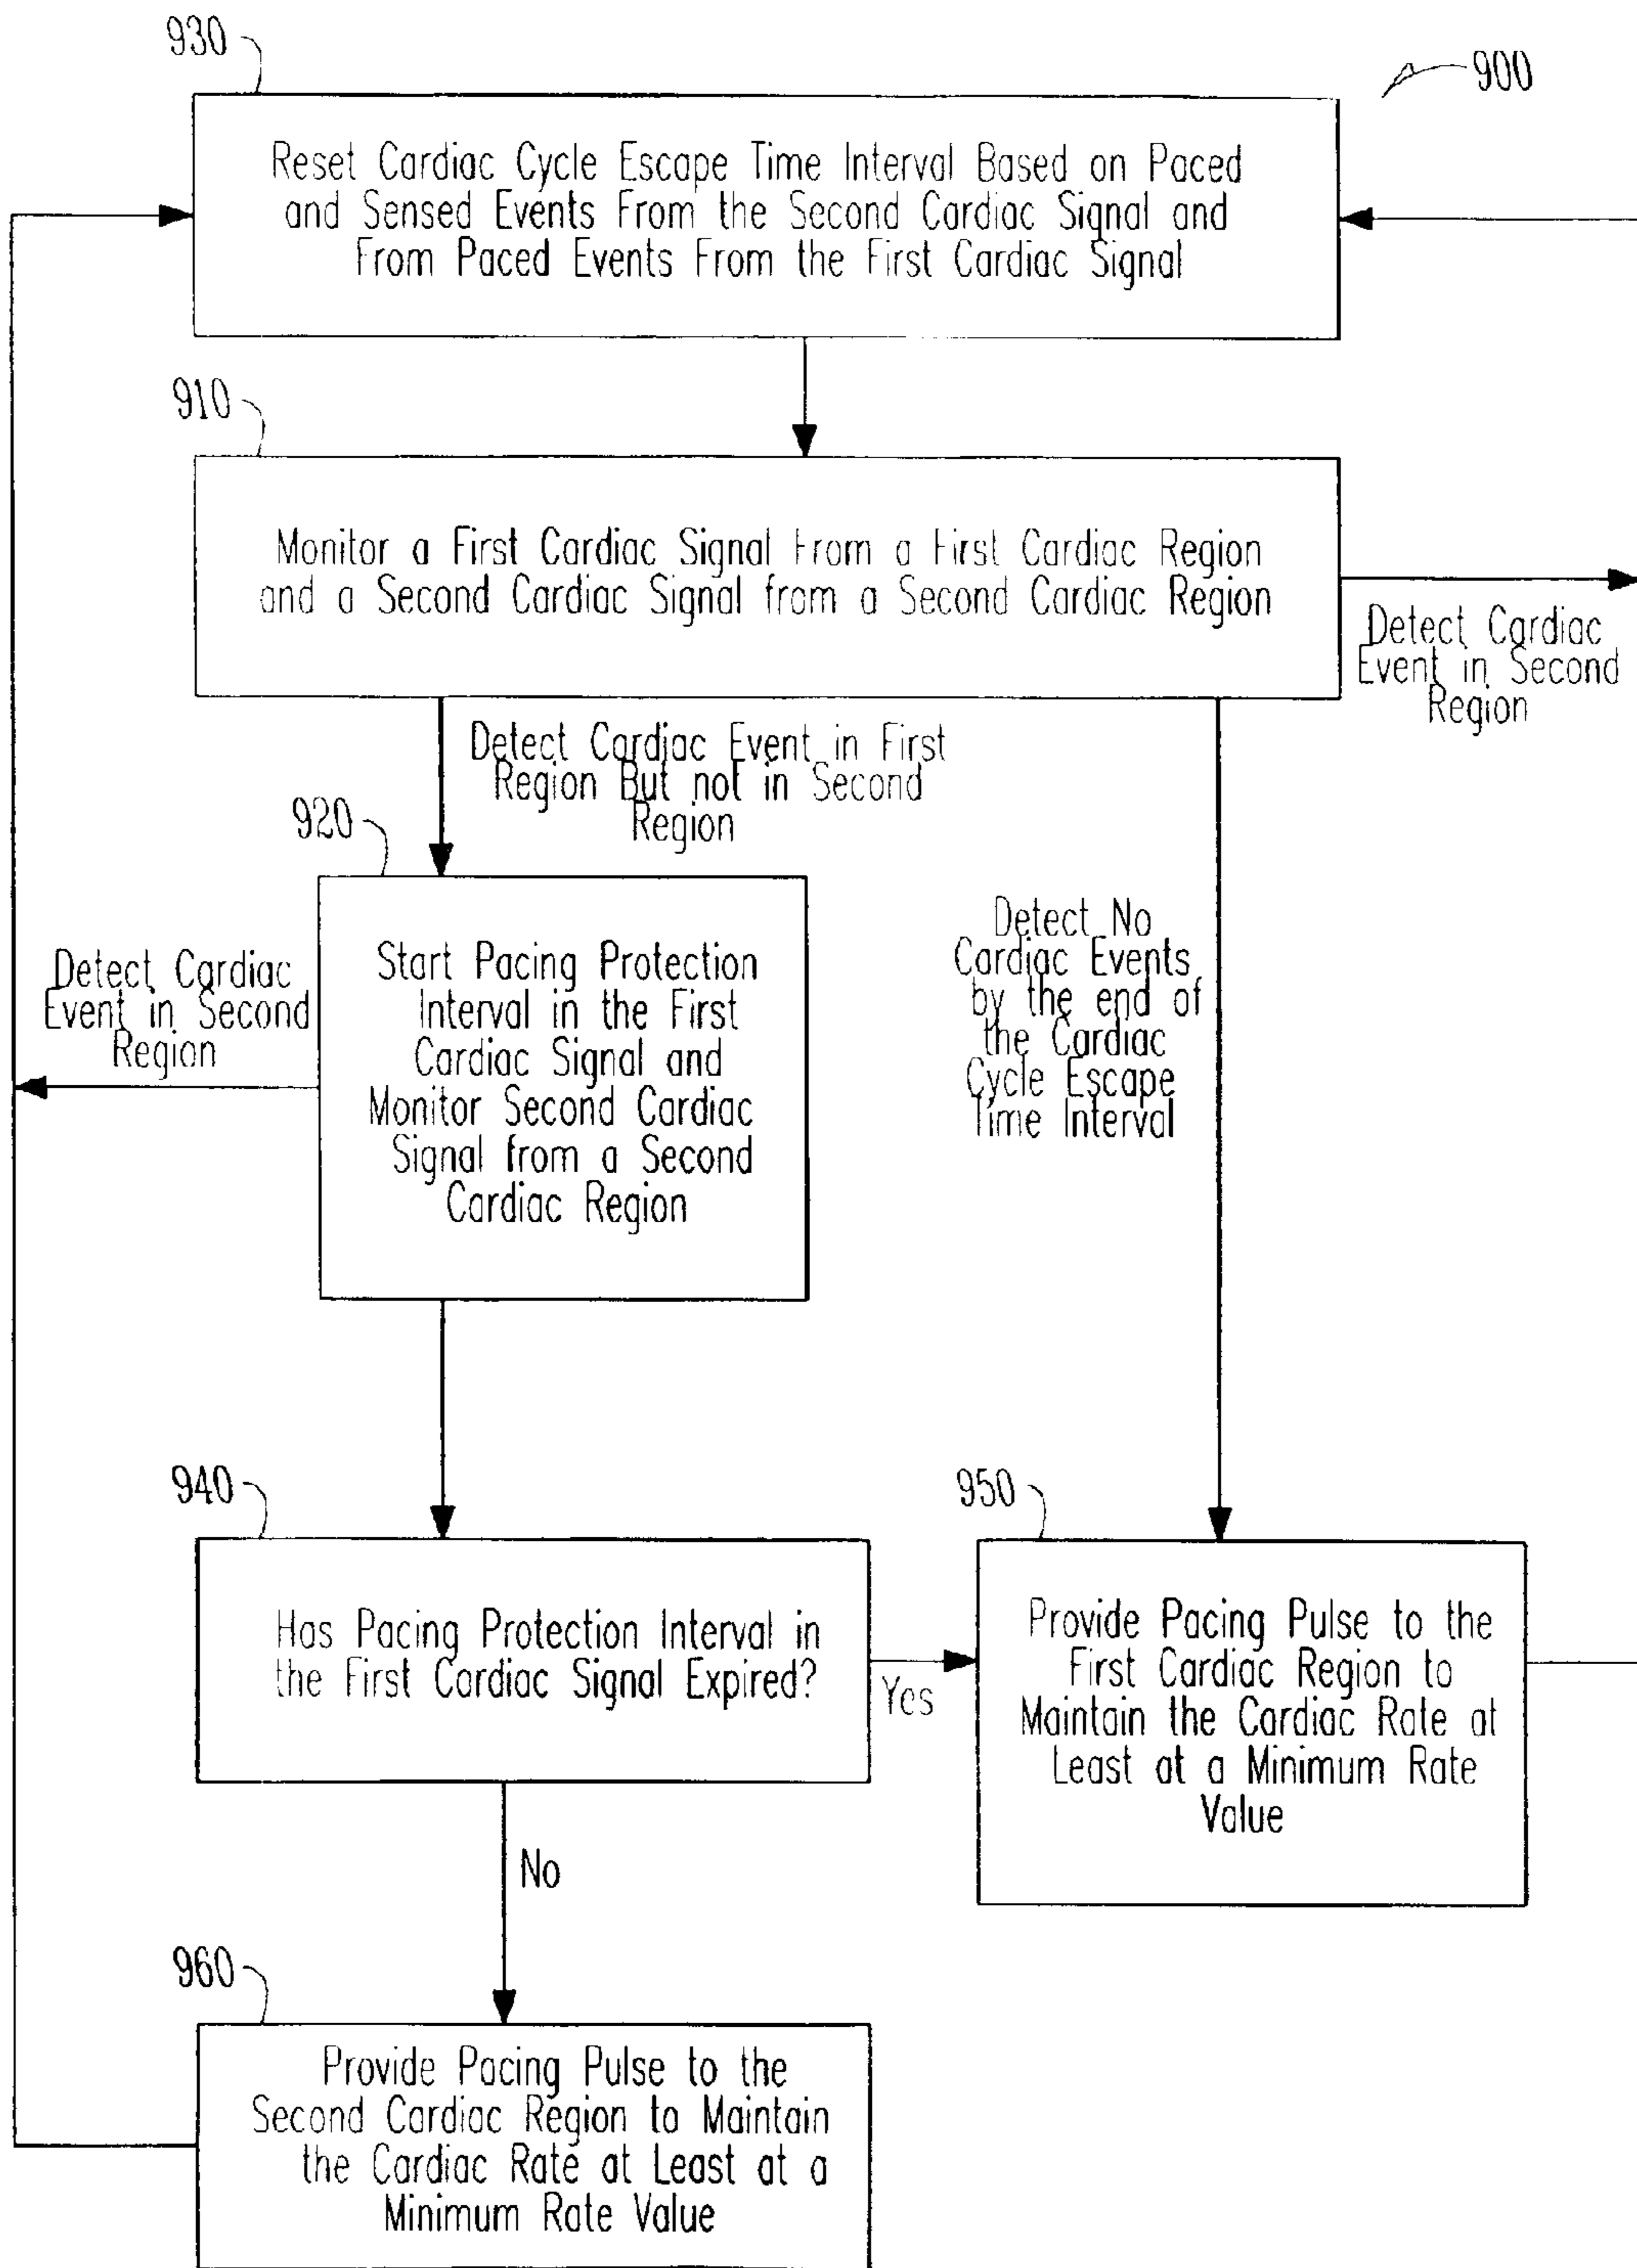 930
900
Reset Cardiac Cycle Escape Time Interval Based on Paced
and Sensed Events From the Second Cardiac Signal and
From Paced Events From the First Cardiac Signal
910
Monitor a First Cardiac Signal From a First Cardiac Region
and a Second Cardiac Signal from a Second Cardiac Region
Detect Cardiac
Event in Second
Region
Detect Cardiac Event in First
Region But not in Second
Region
920
Detect Cardiac
Event in Second
Region
Start Pacing Protection
Interval in the First
Cardiac Signal and
Monitor Second Cardiac
Signal from a Second
Cardiac Region
Detect No
Cardiac Events
by the end of
the Cardiac
Cycle Escape
Time Interval
940
Has Pacing Protection Interval in
the First Cardiac Signal Expired?
Yes
950
Provide Pacing Pulse to the
First Cardiac Region to
Maintain the Cardiac Rate at
Least at a Minimum Rate
Value
No
960
Provide Pacing Pulse to the
Second Cardiac Region to Maintain
the Cardiac Rate at Least at a
Minimum Rate Value